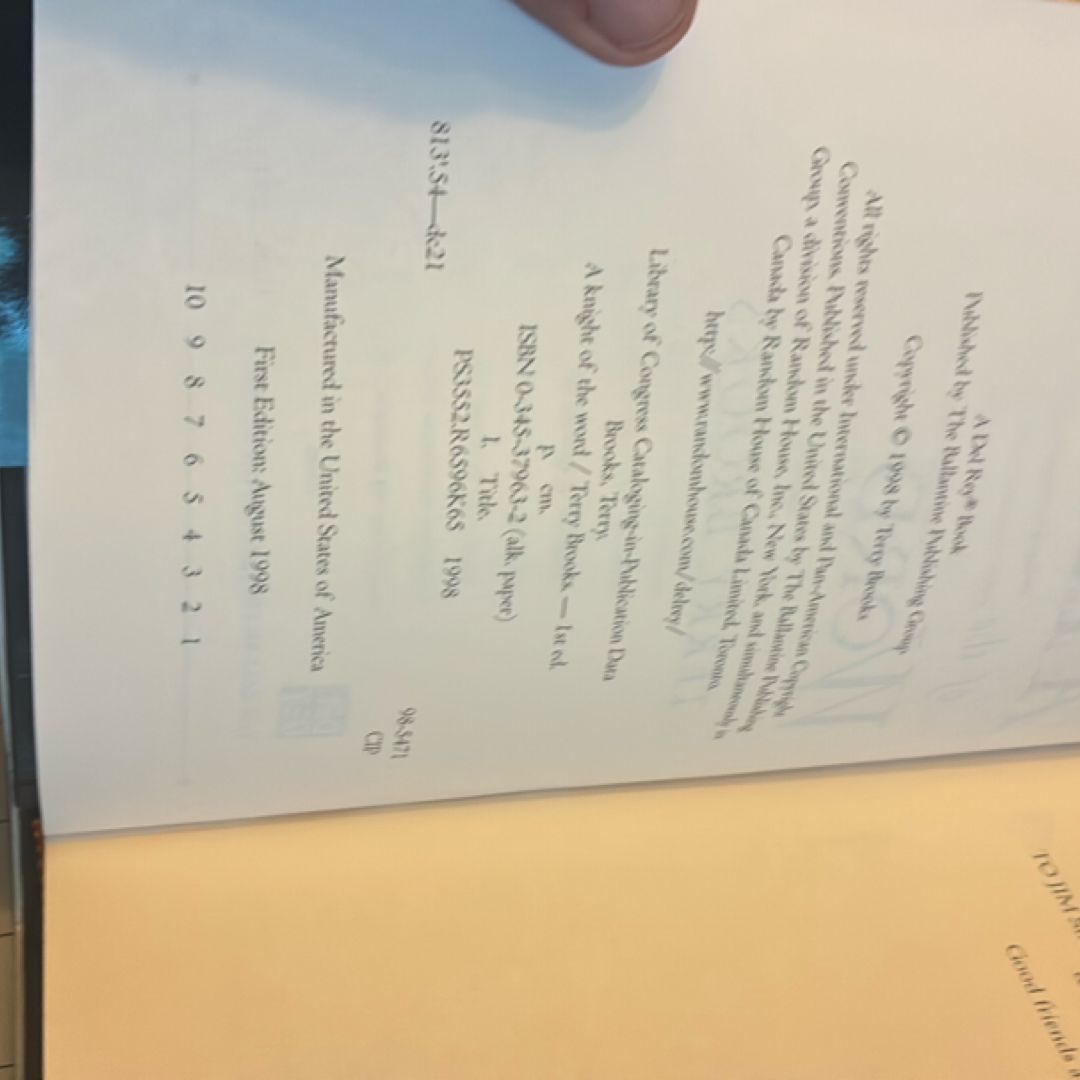 A Del Rey® Book
Published by The Ballantine Publishing Group
Copyright © 1998 by Terry Brooks
All rights reserved under International and Pan-American Copyright
Conventions. Published in the United States by The Ballantine Publishing
Group, a division of Random House, Inc., New York, and simultaneously in
Canada by Random House of Canada Limited, Toronto.
http://www.randomhouse.com/delrey/
Library of Congress Cataloging-in-Publication Data
Brooks, Terry.
A knight of the word / Terry Brooks. — 1st ed.
p. cm.
ISBN 0-345-37963-2 (alk. paper)
I. Title.
PS3552.R6596K65 1998
813'.54—dc21
98-5471
CIP
Manufactured in the United States of America
First Edition: August 1998
10 9 8 7 6 5 4 3 2 1
TO JIM
Good friends